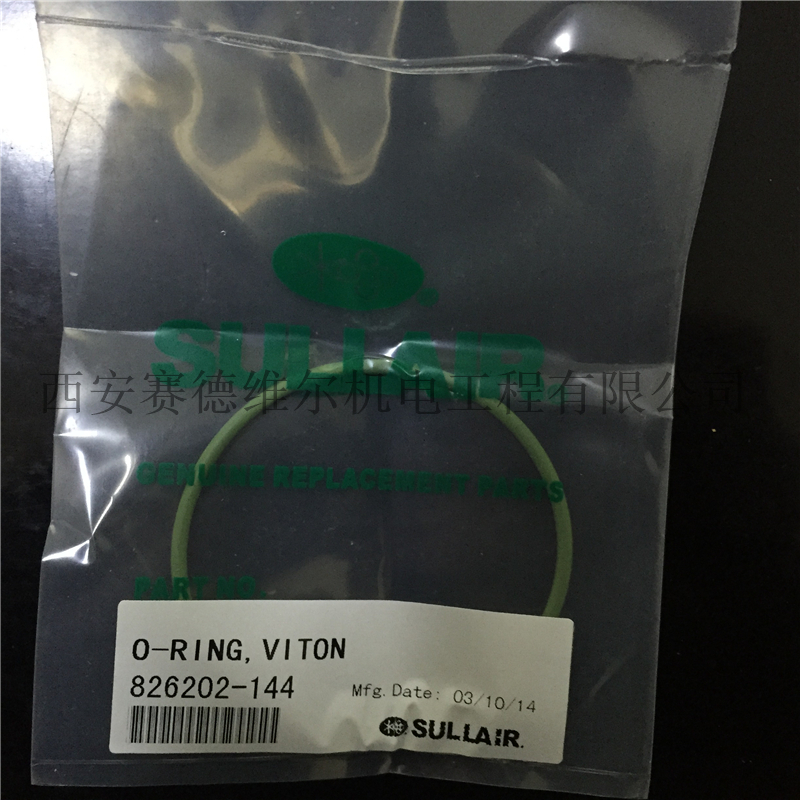 SULLAIR.
西安赛德维尔机电工程有限公司
GENUINE REPLACEMENT PARTS
PART NO.
O-RING, VITON
826202-144
Mfg. Date: 03/10/14
SULLAIR.